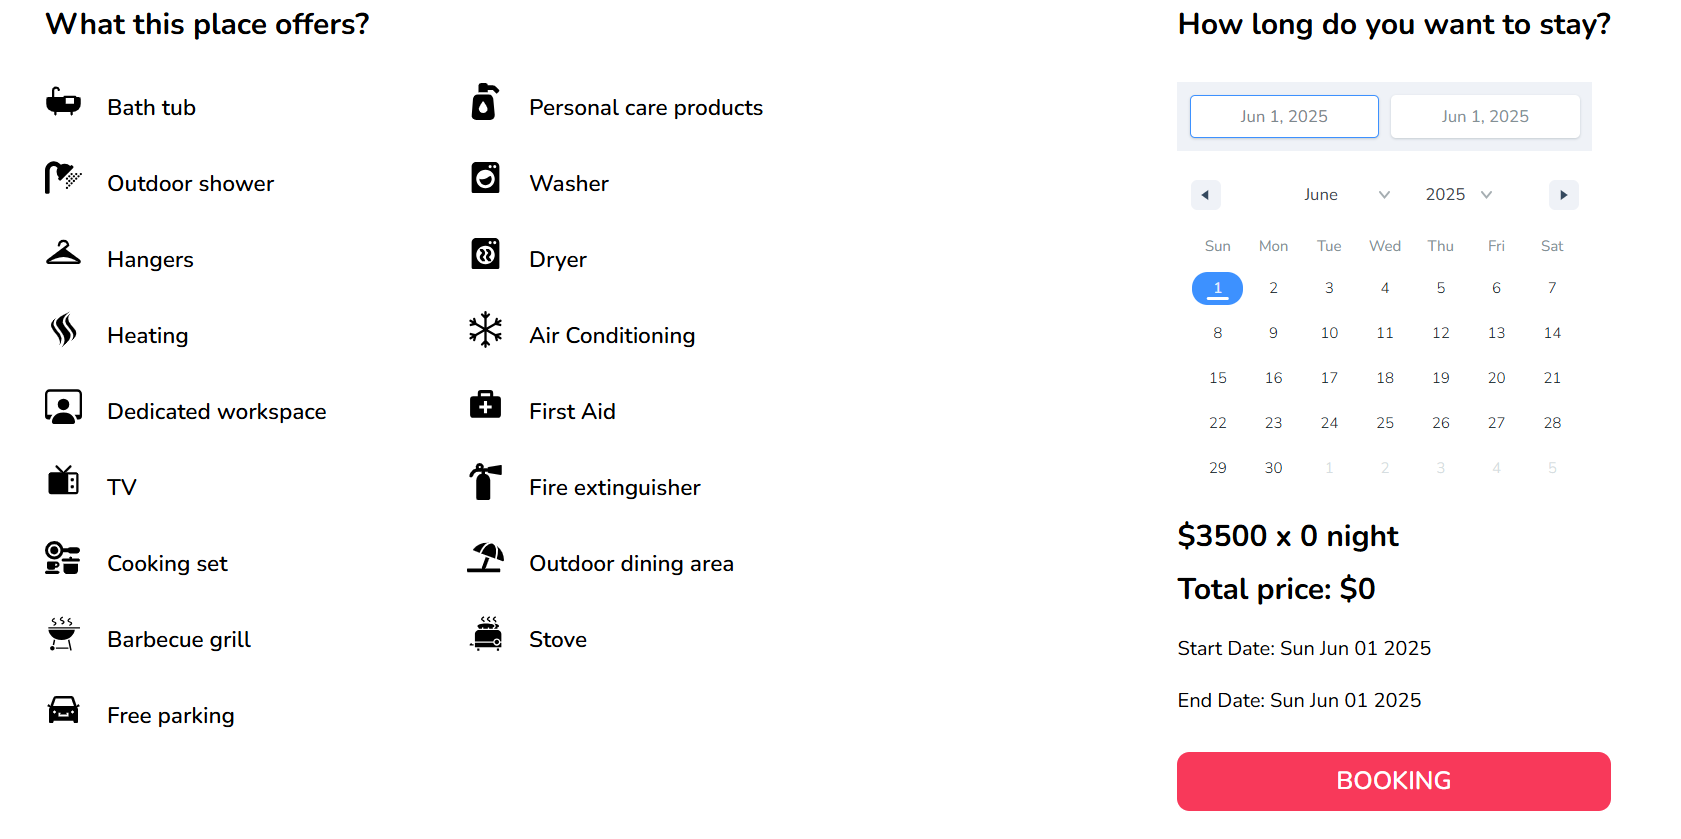 What this place offers?
Bath tub
Personal care products
Outdoor shower
Washer
Hangers
Dryer
Heating
Air Conditioning
Dedicated workspace
First Aid
TV
Fire extinguisher
Cooking set
Outdoor dining area
Barbecue grill
Stove
Free parking
How long do you want to stay?
Jun 1, 2025 Jun 1, 2025
June 2025
Sun Mon Tue Wed Thu Fri Sat
1 2 3 4 5 6 7
8 9 10 11 12 13 14
15 16 17 18 19 20 21
22 23 24 25 26 27 28
29 30 1 2 3 4 5
$3500 x 0 night
Total price: $0
Start Date: Sun Jun 01 2025
End Date: Sun Jun 01 2025
BOOKING